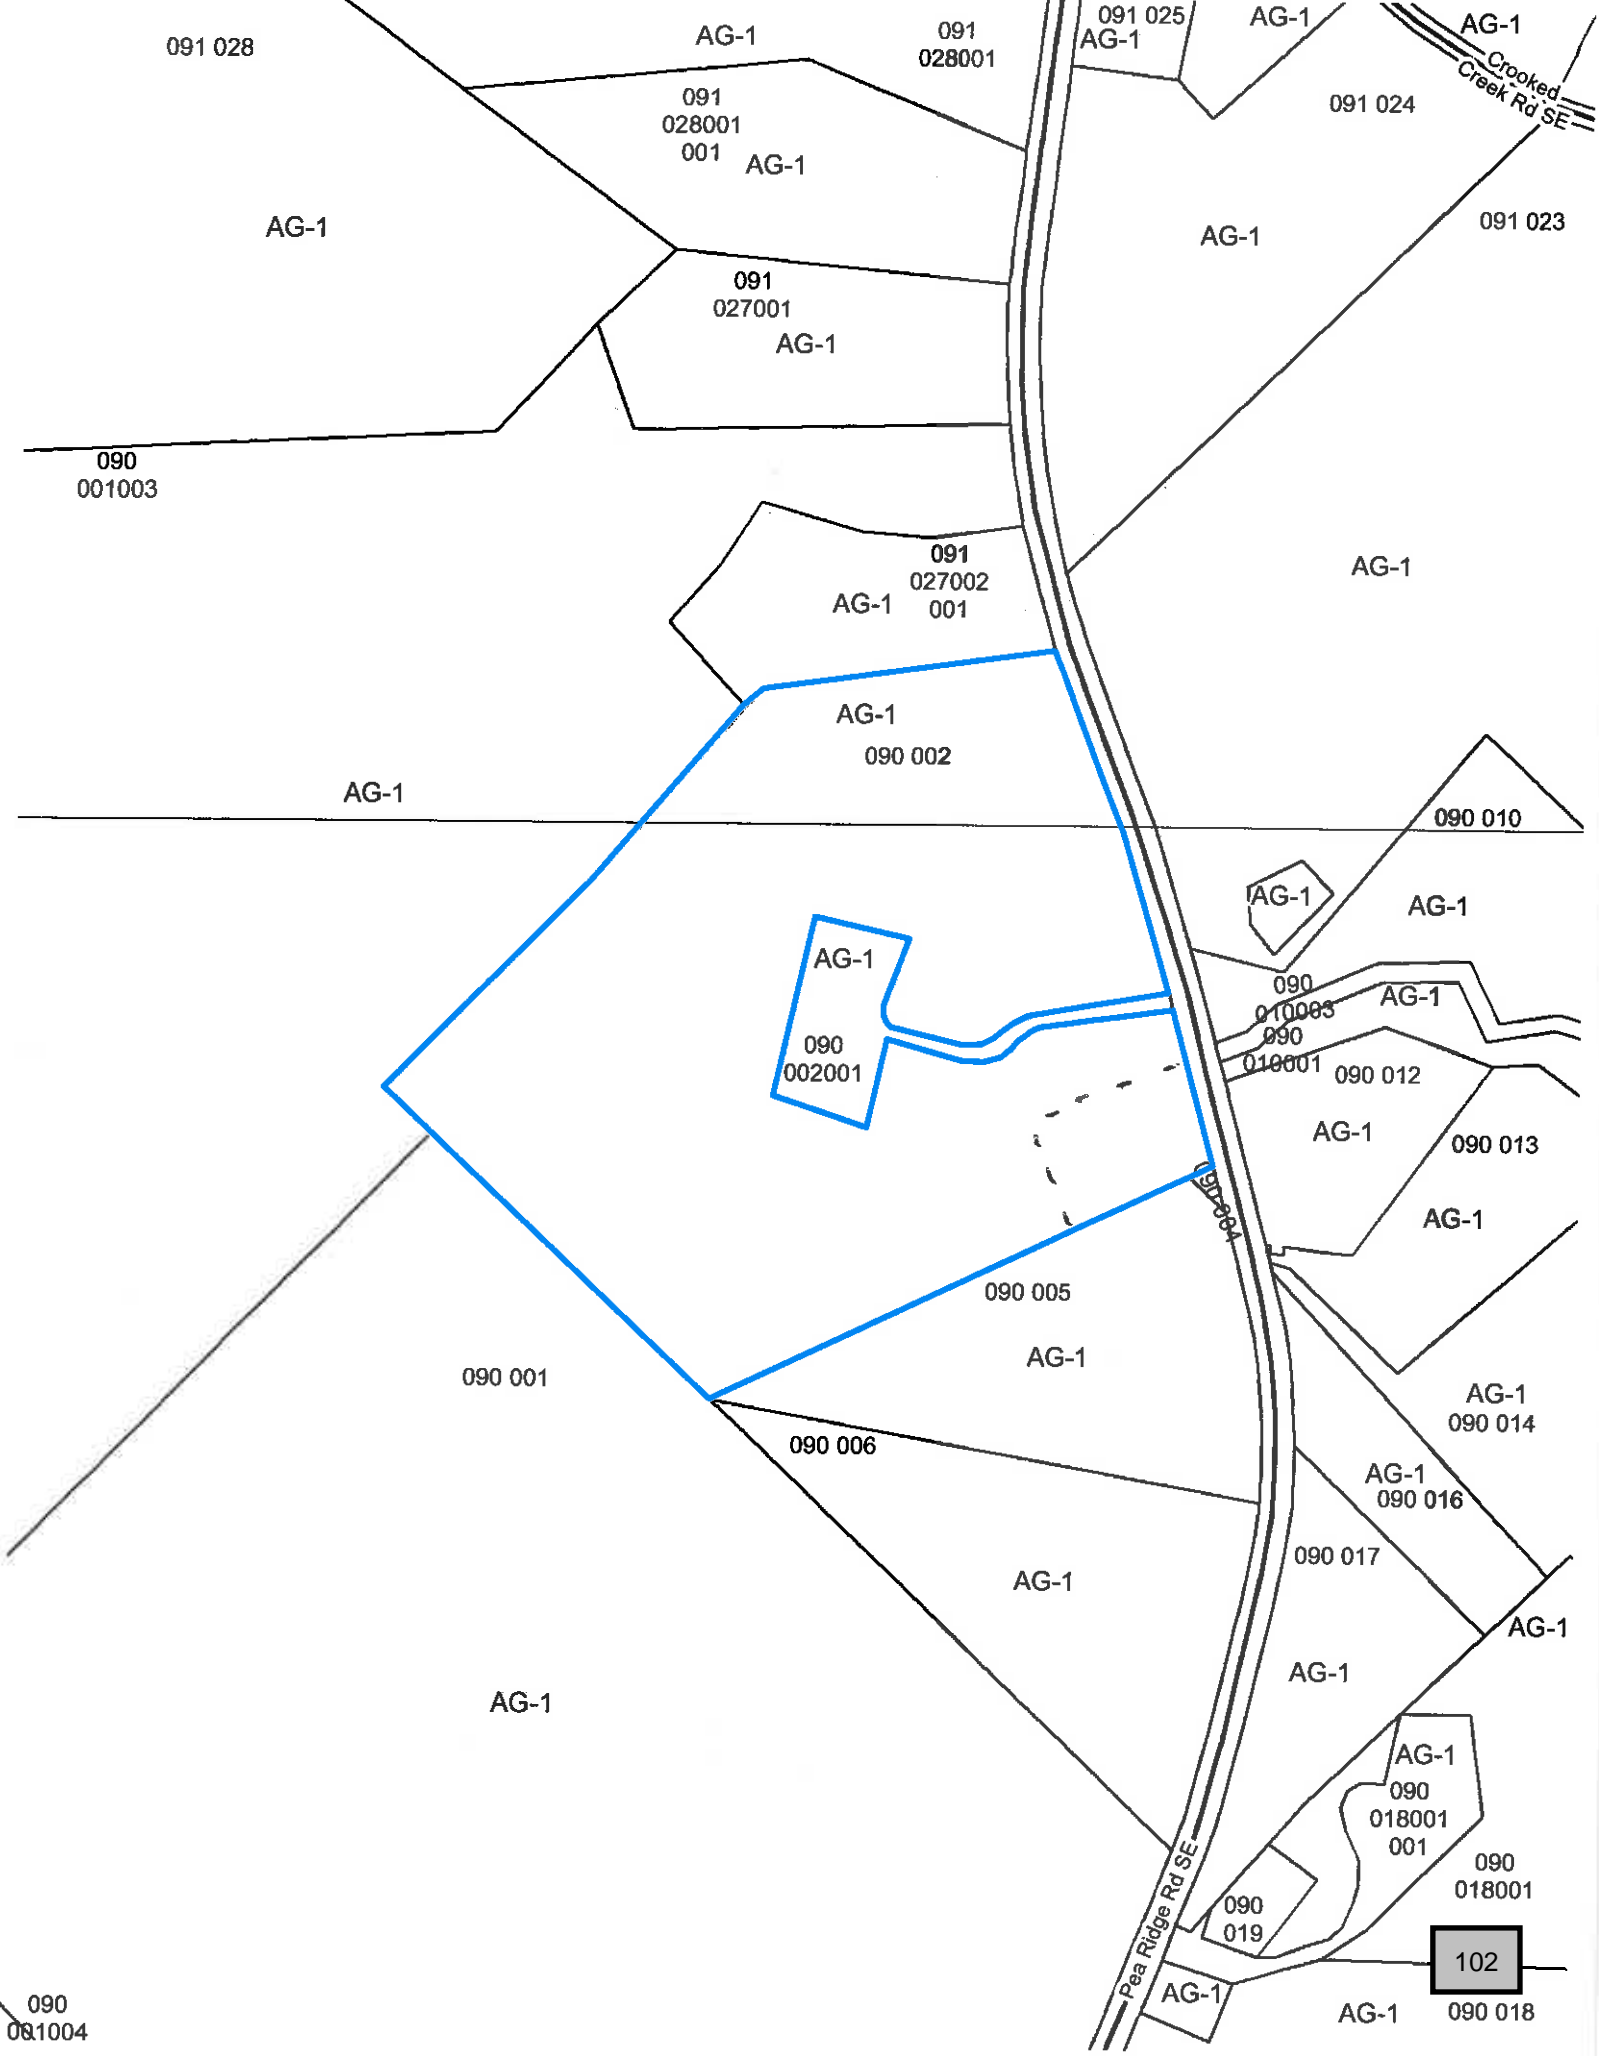 091 028
AG-1
091
028001
091 025
AG-1
AG-1
AG-1
Crooked
Creek Rd SE
091
028001
001
AG-1
091 024
AG-1
AG-1
091 023
091
027001
AG-1
090
001003
091
027002
001
AG-1
AG-1
AG-1
090 002
AG-1
090 010
AG-1
AG-1
AG-1
090
002001
090
010003
AG-1
090
010001
090 012
AG-1
090 013
AG-1
090 004
090 005
AG-1
090 001
090 006
AG-1
090 014
AG-1
090 016
090 017
AG-1
AG-1
AG-1
AG-1
AG-1
090
018001
001
090
018001
090
019
Pea Ridge Rd SE
102
AG-1
AG-1
090 018
090
001004